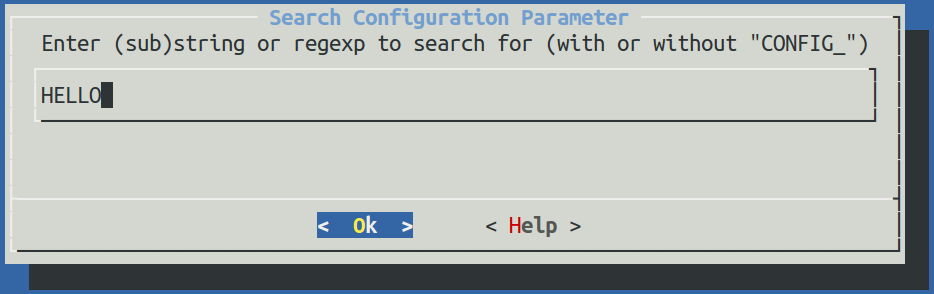 Search Configuration Parameter
Enter (sub)string or regexp to search for (with or without "CONFIG_")
HELLO
< Ok > < Help >